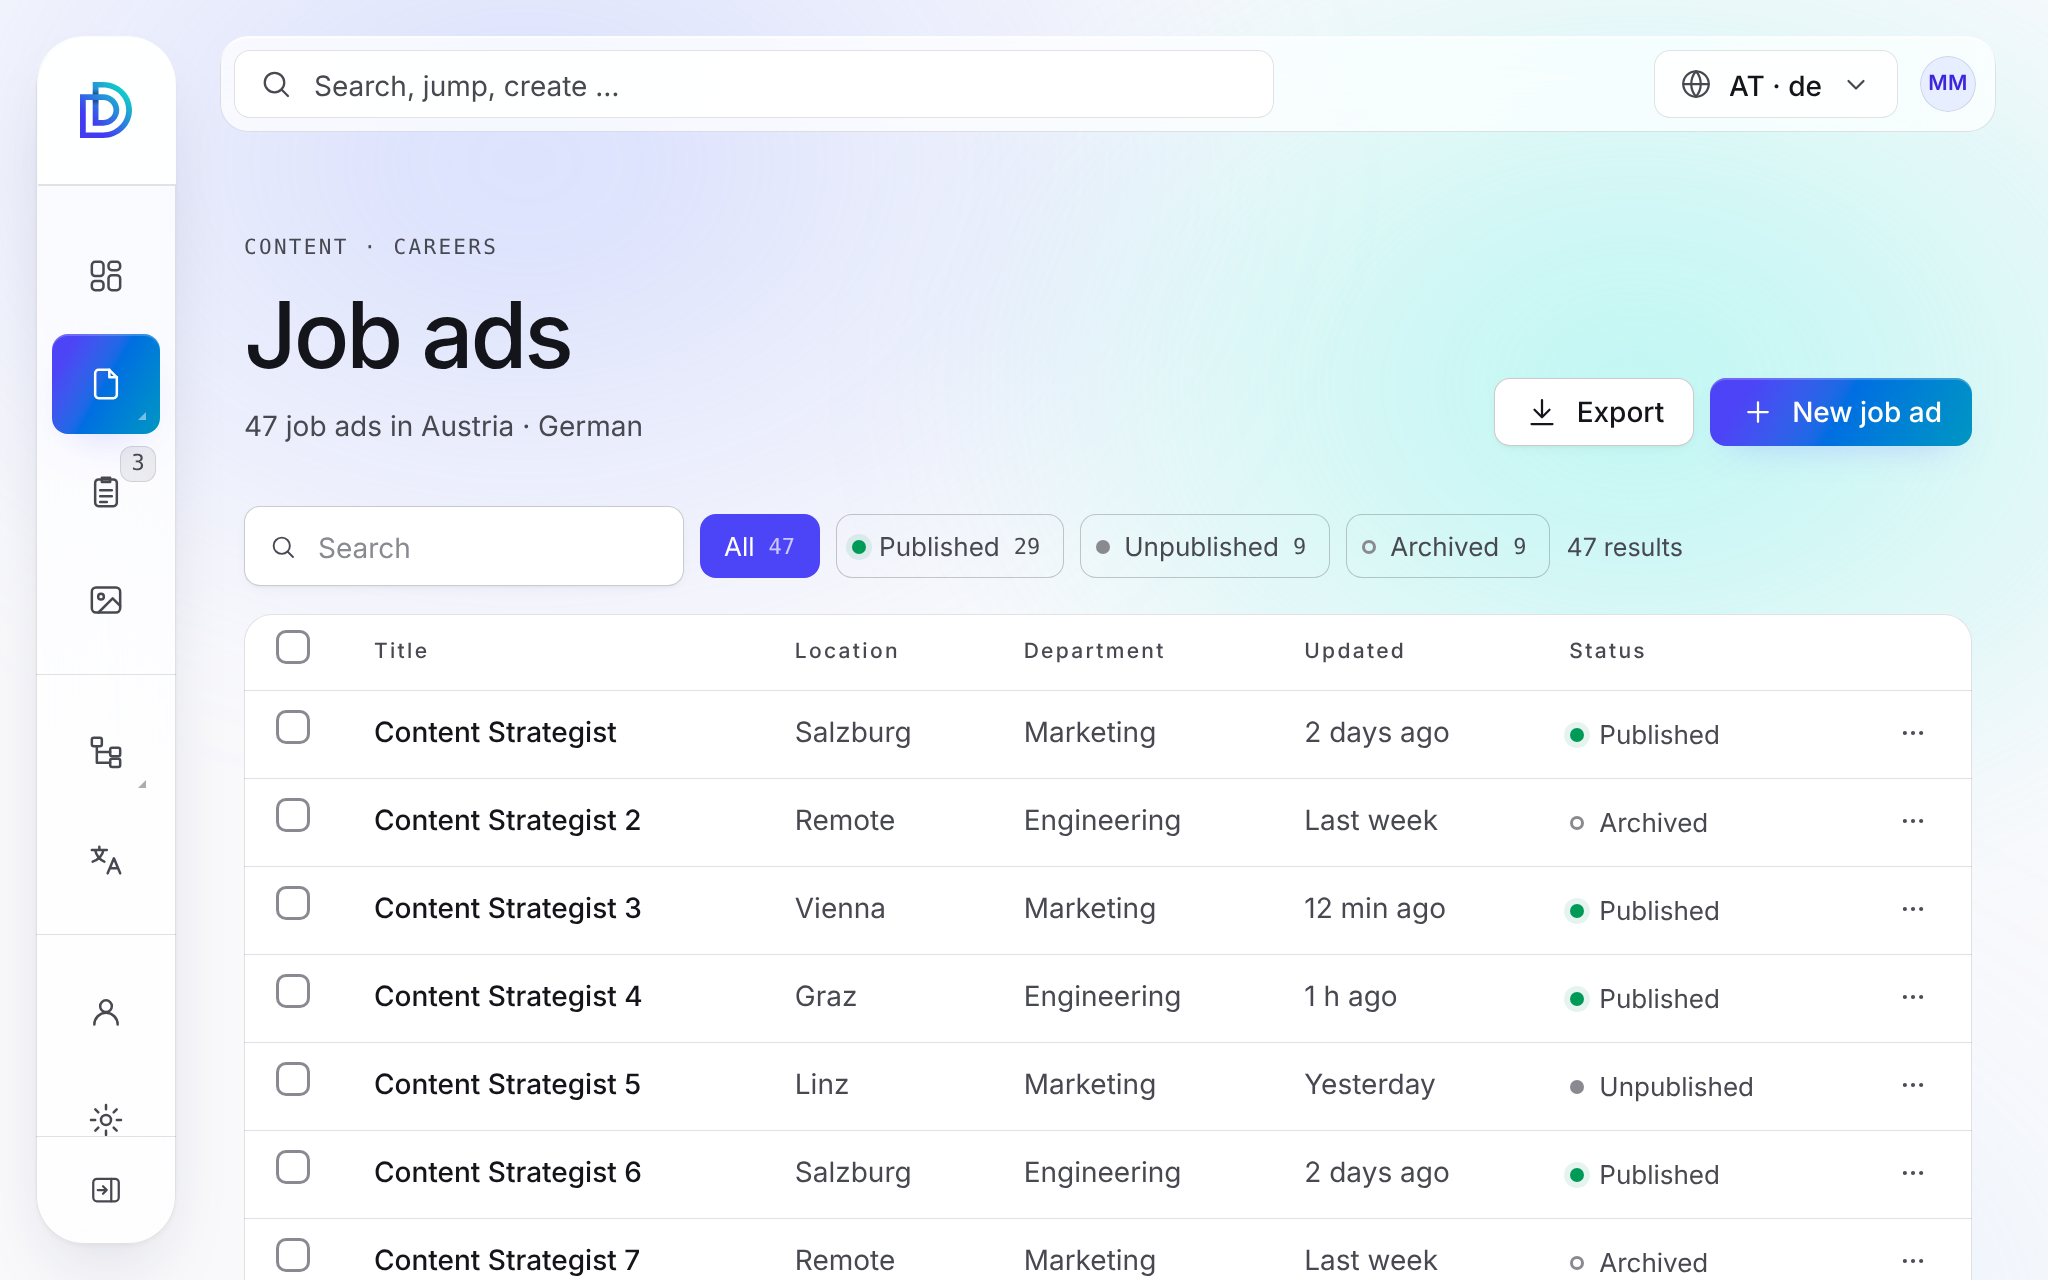 Search, jump, create ...
AT · de
MM
3
CONTENT · CAREERS
Job ads
47 job ads in Austria · German
Export
New job ad
Search
All 47
Published 29
Unpublished 9
Archived 9
47 results
Title Location Department Updated Status
Content Strategist Salzburg Marketing 2 days ago Published
Content Strategist 2 Remote Engineering Last week Archived
Content Strategist 3 Vienna Marketing 12 min ago Published
Content Strategist 4 Graz Engineering 1 h ago Published
Content Strategist 5 Linz Marketing Yesterday Unpublished
Content Strategist 6 Salzburg Engineering 2 days ago Published
Content Strategist 7 Remote Marketing Last week Archived